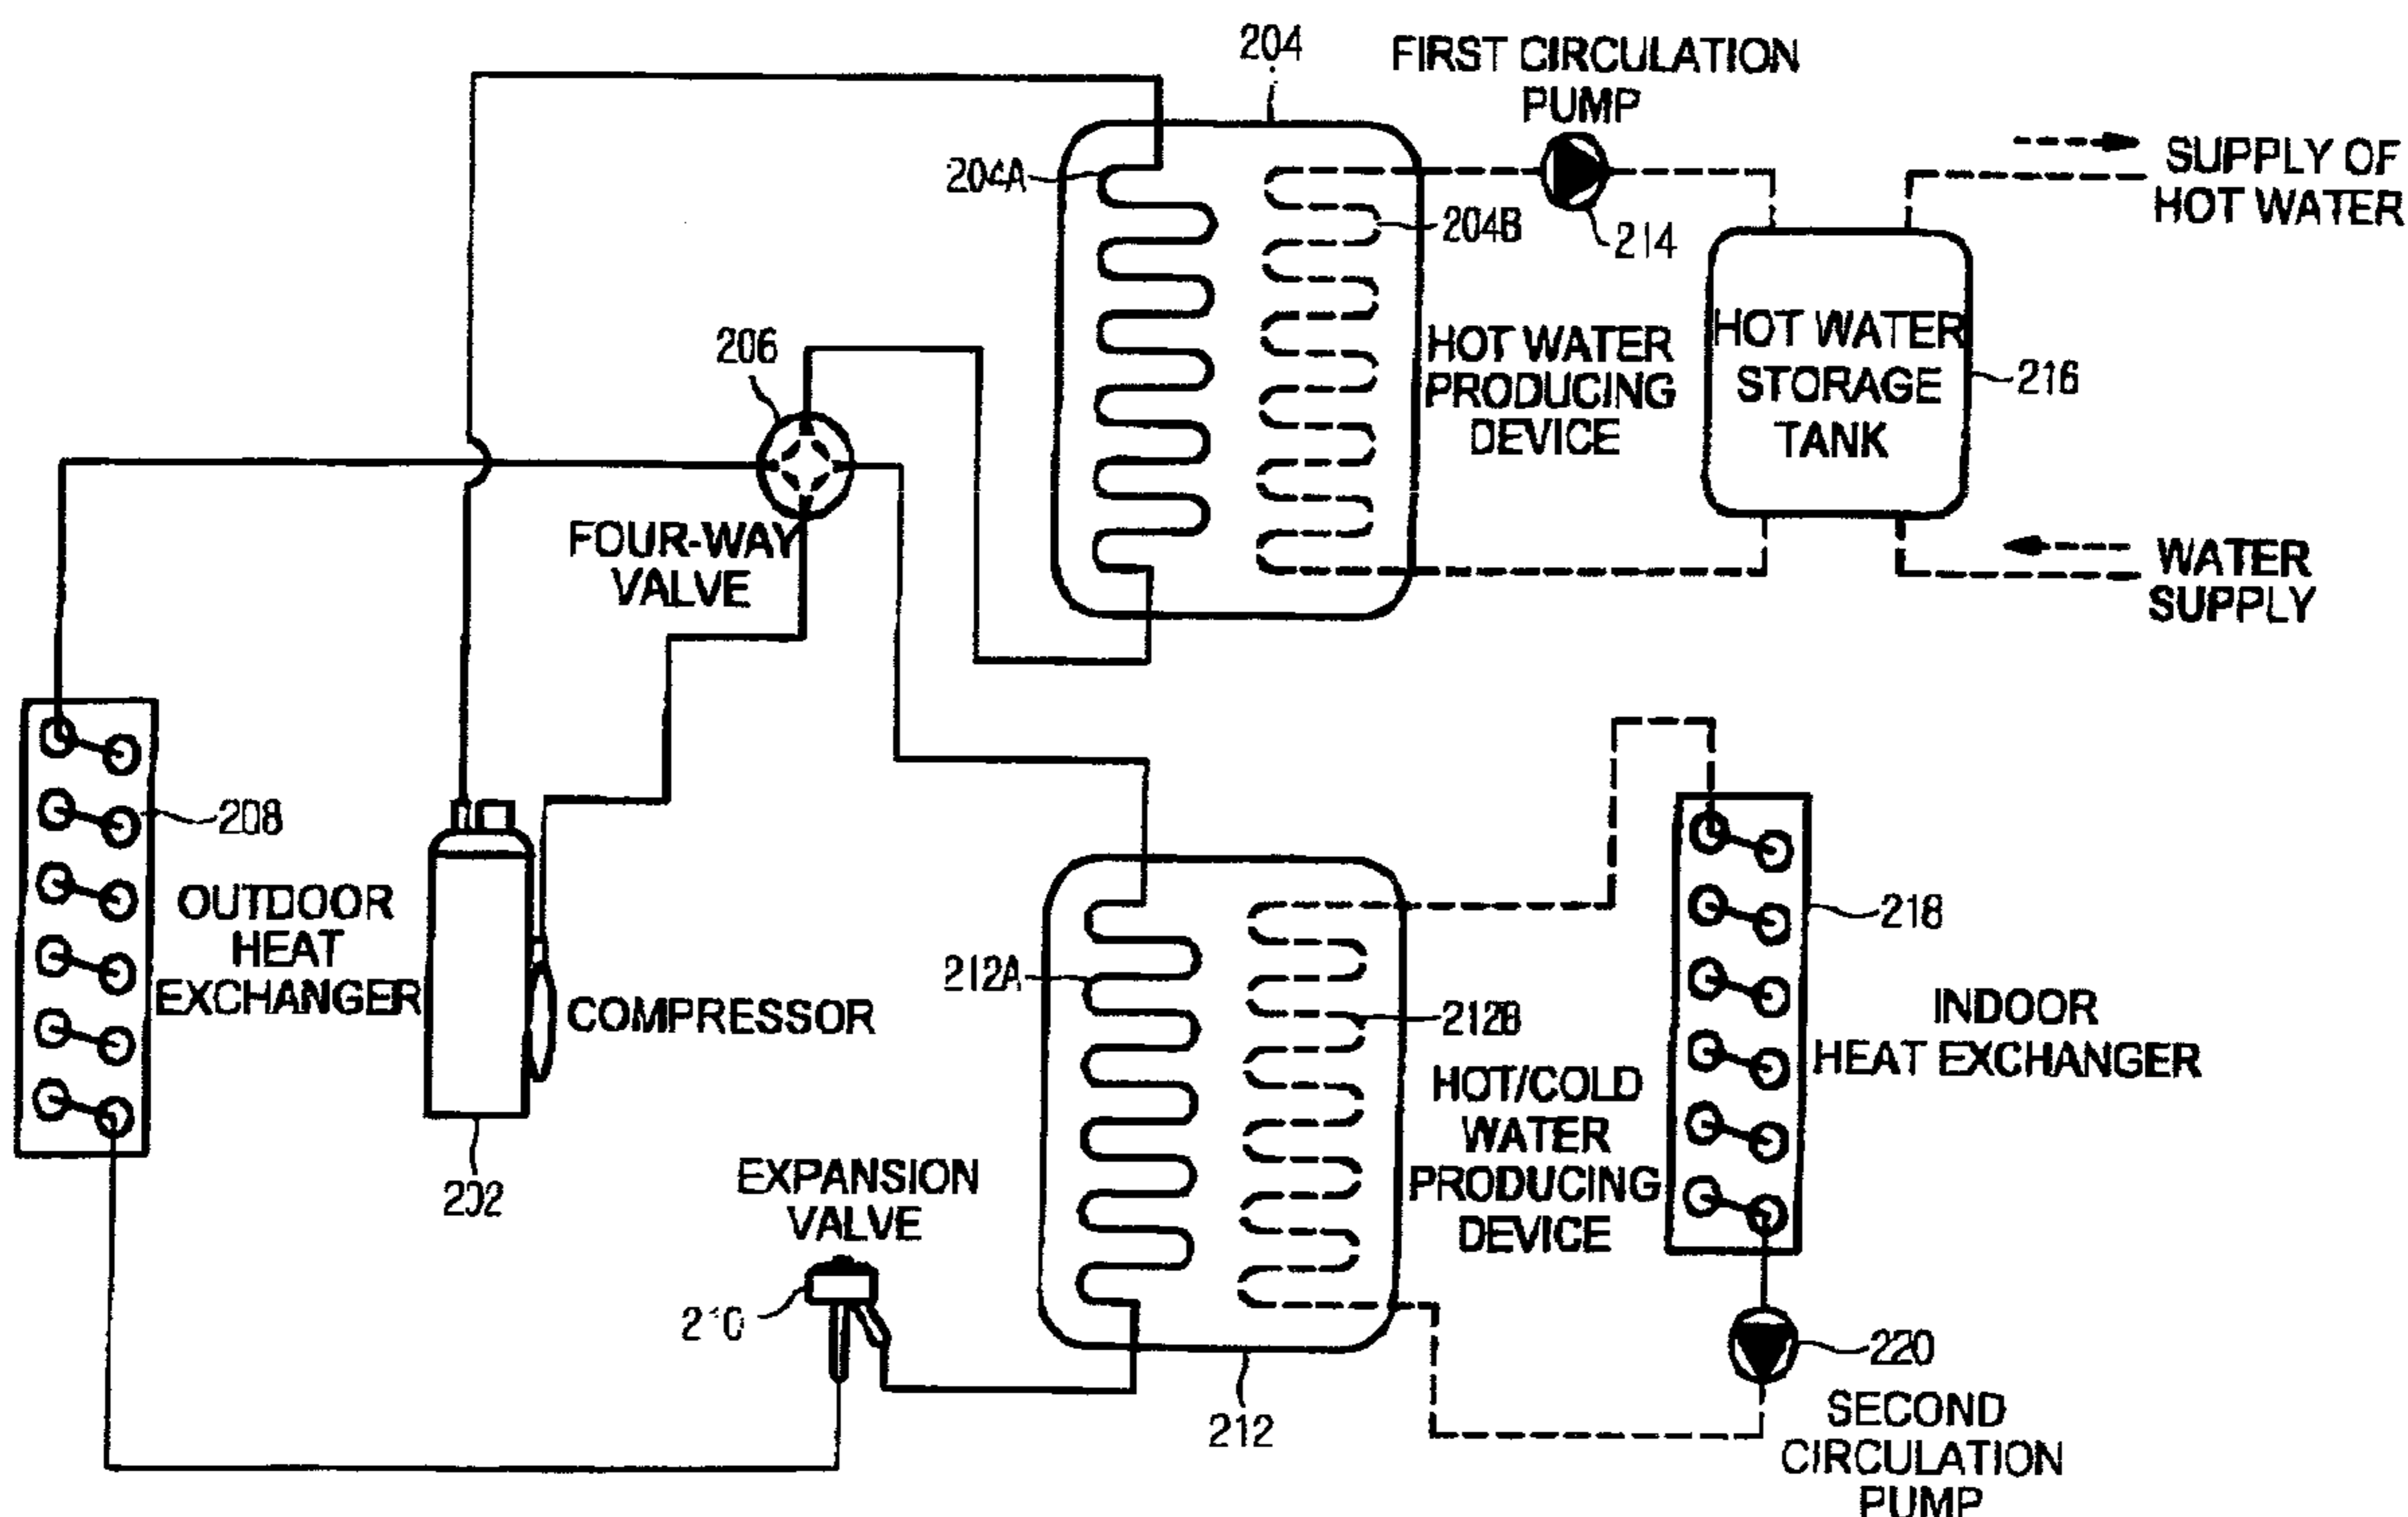 204
FIRST CIRCULATION
PUMP
SUPPLY OF
HOT WATER
204A
204B
214
206
HOT WATER
PRODUCING
DEVICE
HOT WATER
STORAGE
TANK
216
FOUR-WAY
VALVE
WATER
SUPPLY
208
OUTDOOR
HEAT
EXCHANGER
COMPRESSOR
202
212A
212B
218
INDOOR
HEAT EXCHANGER
HOT/COLD
WATER
PRODUCING
DEVICE
EXPANSION
VALVE
210
212
220
SECOND
CIRCULATION
PUMP